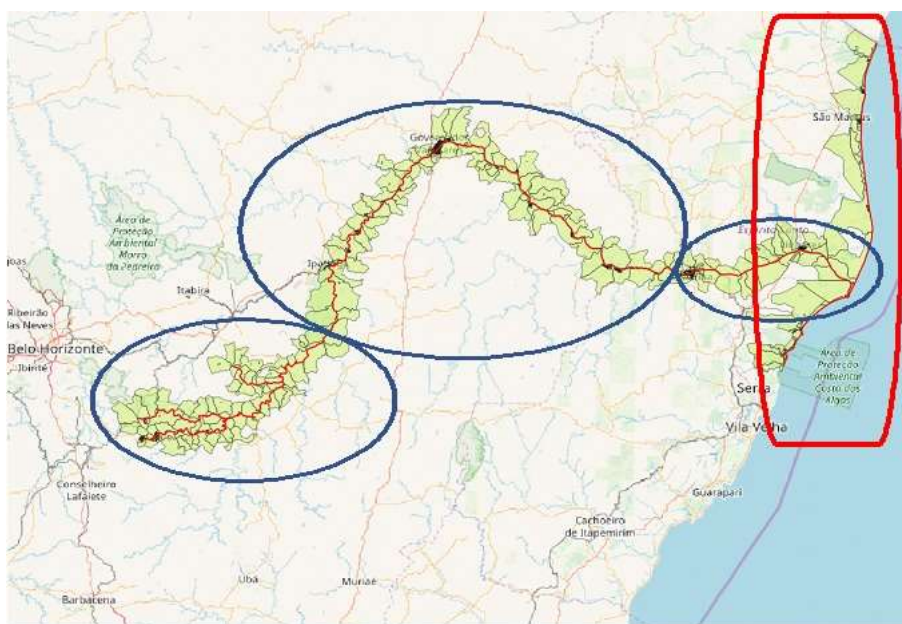 São Mateus
Área de
Proteção
Ambiental
Morro
da Pedreira
Itabira
Ribeirão
das Neves
Belo Horizonte
Ibirité
Área de
Proteção
Ambiental
Costa das
Algas
Serra
Vila Velha
Conselheiro
Lafaiete
Guarapari
Cachoeiro
de Itapemirim
Ubá
Muriaé
Barbacena